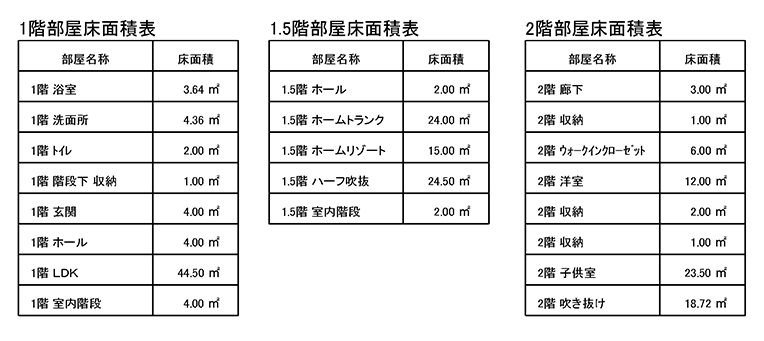 1階部屋床面積表
部屋名称 床面積
1階 浴室 3.64 ㎡
1階 洗面所 4.36 ㎡
1階 ﾄｲﾚ 2.00 ㎡
1階 階段下 収納 1.00 ㎡
1階 玄関 4.00 ㎡
1階 ホール 4.00 ㎡
1階 LDK 44.50 ㎡
1階 室内階段 4.00 ㎡
1.5階部屋床面積表
部屋名称 床面積
1.5階 ホール 2.00 ㎡
1.5階 ホームトランク 24.00 ㎡
1.5階 ホームリゾート 15.00 ㎡
1.5階 ハーフ吹抜 24.50 ㎡
1.5階 室内階段 2.00 ㎡
2階部屋床面積表
部屋名称 床面積
2階 廊下 3.00 ㎡
2階 収納 1.00 ㎡
2階 ｳｫｰｸｲﾝｸﾛｰｾﾞｯﾄ 6.00 ㎡
2階 洋室 12.00 ㎡
2階 収納 2.00 ㎡
2階 収納 1.00 ㎡
2階 子供室 23.50 ㎡
2階 吹き抜け 18.72 ㎡